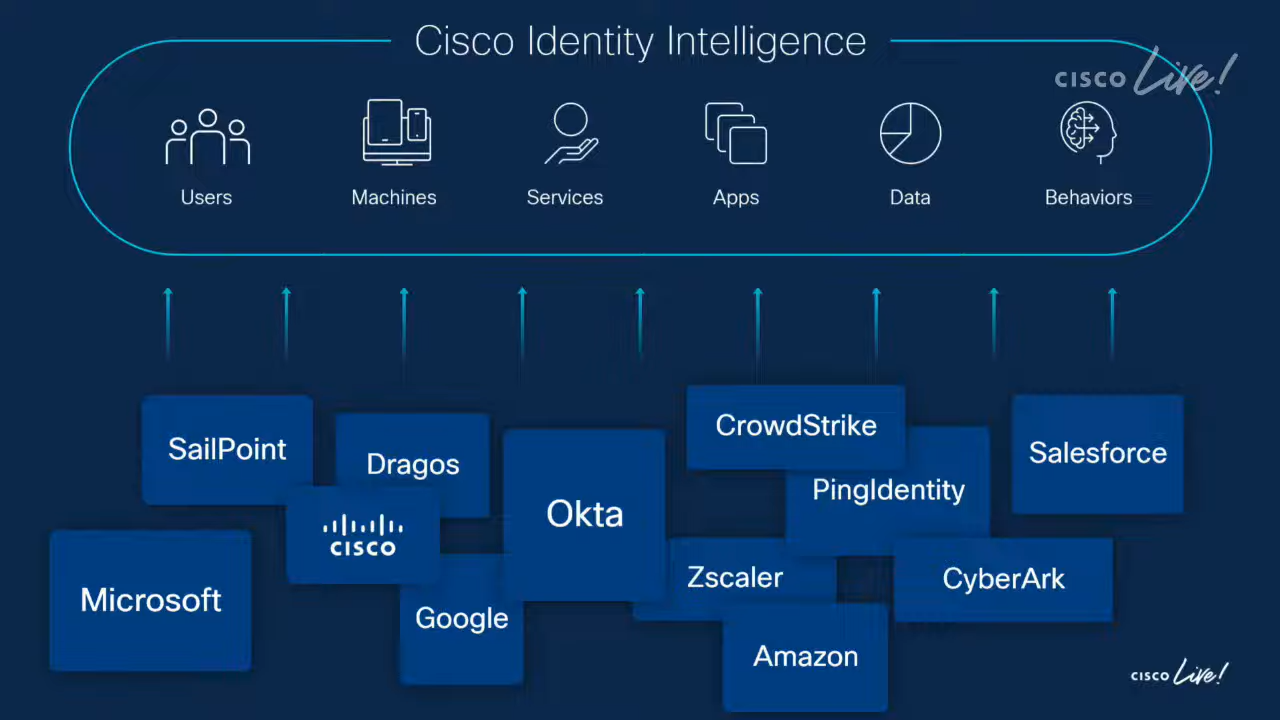 Cisco Identity Intelligence
CISCO Live!
Users
Machines
Services
Apps
Data
Behaviors
SailPoint
Dragos
CrowdStrike
Salesforce
PingIdentity
Okta
CISCO
Microsoft
Google
Zscaler
CyberArk
Amazon
CISCO Live!